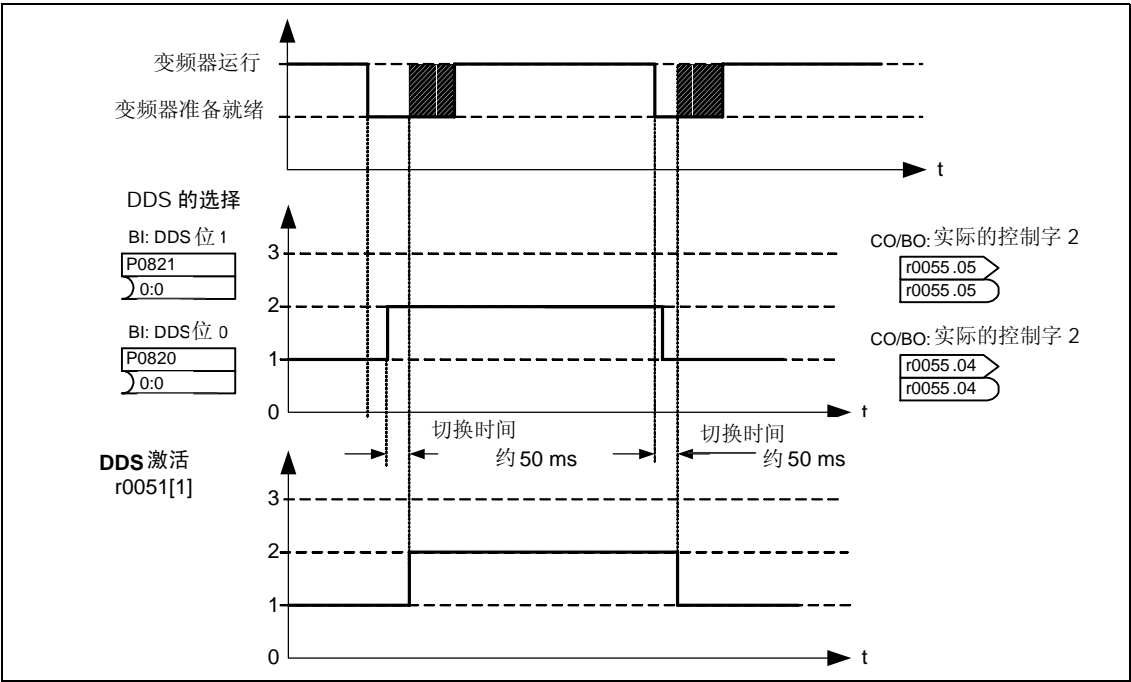 变频器运行
变频器准备就绪
t
DDS 的选择
BI: DDS 位 1
P0821
0:0
BI: DDS位 0
P0820
0:0
3
2
1
0
t
CO/BO: 实际的控制字 2
r0055 .05
r0055 .05
CO/BO: 实际的控制字 2
r0055 .04
r0055 .04
切换时间
约 50 ms
切换时间
约 50 ms
DDS 激活
r0051[1]
3
2
1
0
t